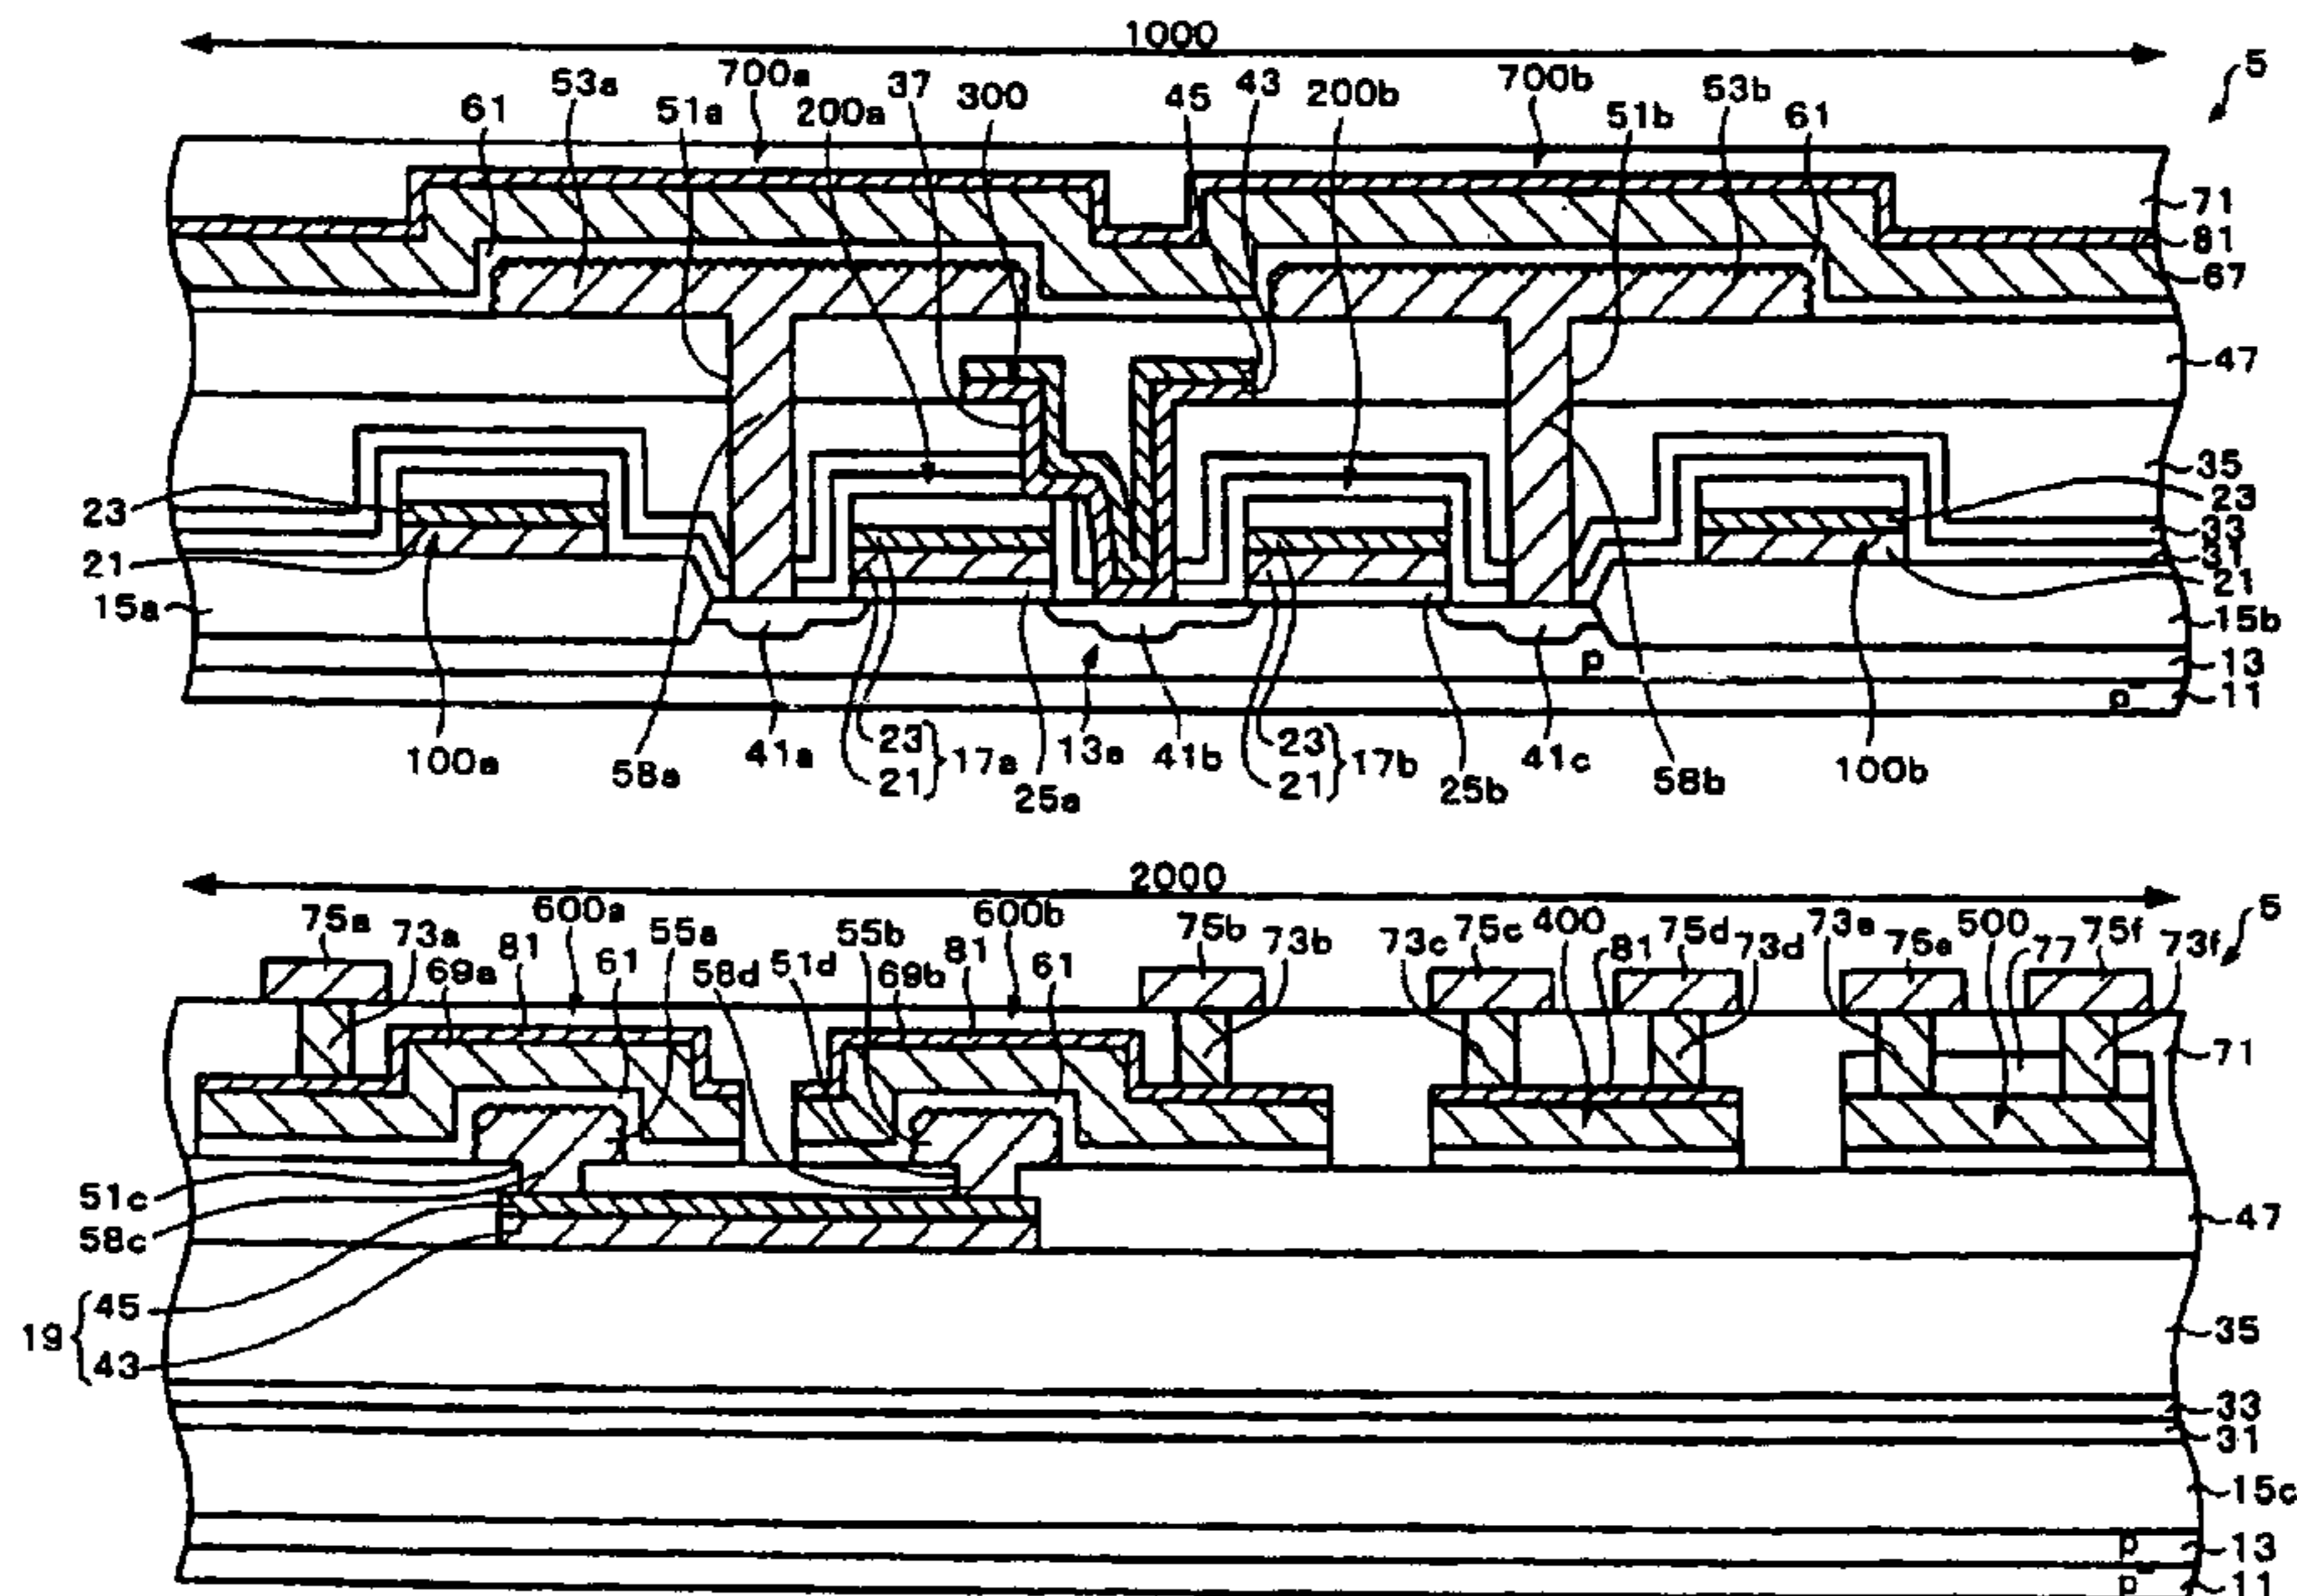 1000
53a 700a 37 300 45 43 200b 700b 53b 5
61 51a 200a 51b 61
71
81
67
47
35
23 23
33
31
21 21
15a 15b
p 13
p⁻ 11
100a 58a 41a 23 17a 13a 41b 23 17b 41c 58b 100b
21 25a 21 25b
2000
75a 73a 600a 55a 55b 600b 75b 73b 73c 75c 400 75d 73d 73e 75e 500 75f 73f 5
69a 81 61 58d 51d 69b 81 61 81 77
71
51c
58c 47
19 45
43 35
33
31
15c
p 13
p⁻ 11